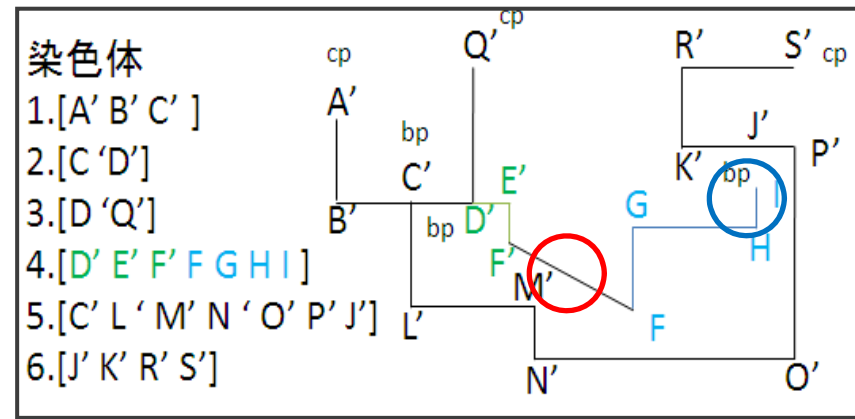 染色体
1.[A’ B’ C’ ]
2.[C ‘D’]
3.[D ‘Q’]
4.[D’ E’ F’ F G H I ]
5.[C’ L ‘ M’ N ‘ O’ P’ J’]
6.[J’ K’ R’ S’]
cp
Q’
cp
R’
S’
cp
A’
bp
J’
P’
C’
E’
K’
bp
I
B’
bp
D’
G
F’
H
M’
L’
F
N’
O’